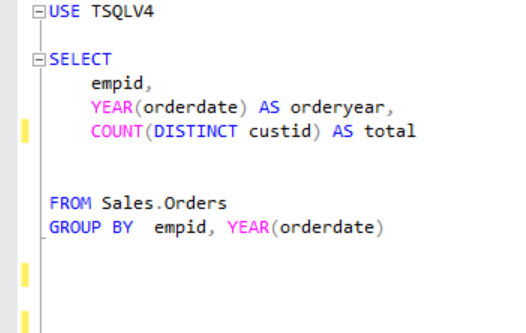 USE TSQLV4
SELECT
empid,
YEAR(orderdate) AS orderyear,
COUNT(DISTINCT custid) AS total
FROM Sales.Orders
GROUP BY  empid, YEAR(orderdate)